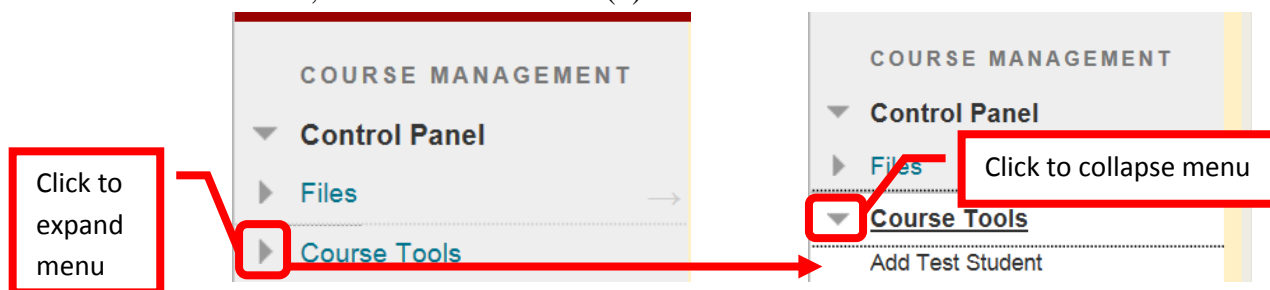 (s)
COURSE MANAGEMENT
Control Panel
Files
Course Tools
Click to
expand
menu
COURSE MANAGEMENT
Control Panel
Files
Click to collapse menu
Course Tools
Add Test Student